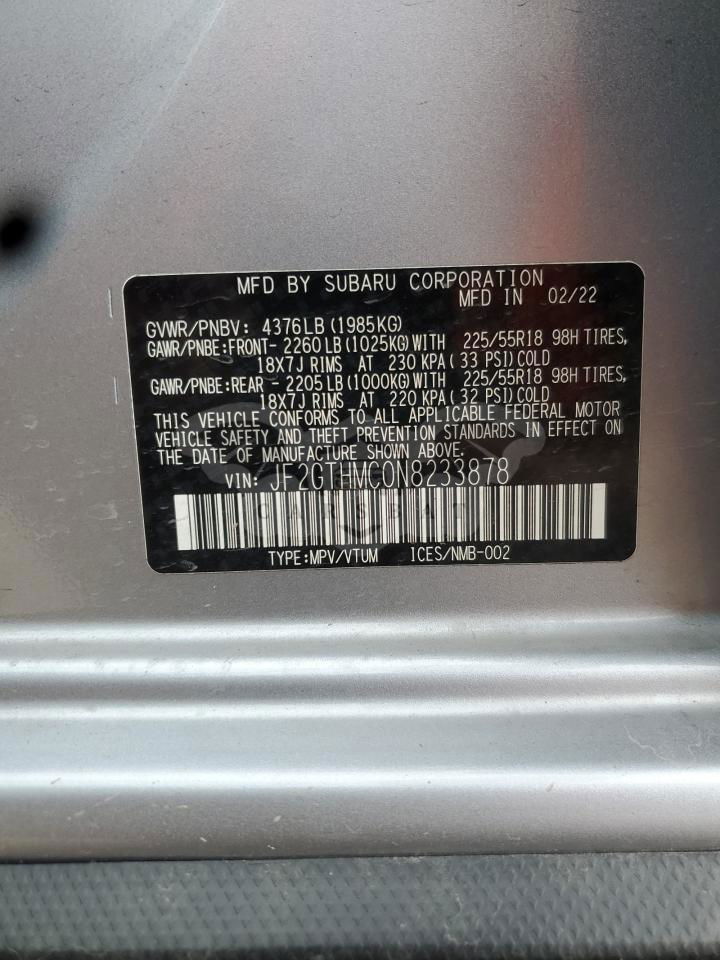 MFD BY SUBARU CORPORATION
MFD IN 02/22
GVWR/PNBV: 4376LB (1985KG)
GAWR/PNBE:FRONT- 2260LB (1025KG) WITH 225/55R18 98H TIRES,
18X7J RIMS AT 230 KPA ( 33 PSI) COLD
GAWR/PNBE:REAR - 2205LB (1000KG) WITH 225/55R18 98H TIRES,
18X7J RIMS AT 220 KPA ( 32 PSI) COLD
THIS VEHICLE CONFORMS TO ALL APPLICABLE FEDERAL MOTOR
VEHICLE SAFETY AND THEFT PREVENTION STANDARDS IN EFFECT ON
THE DATE OF MANUFACTURE SHOWN ABOVE.
VIN: JF2GTHMC0N8233878
TYPE:MPV/VTUM ICES/NMB-002